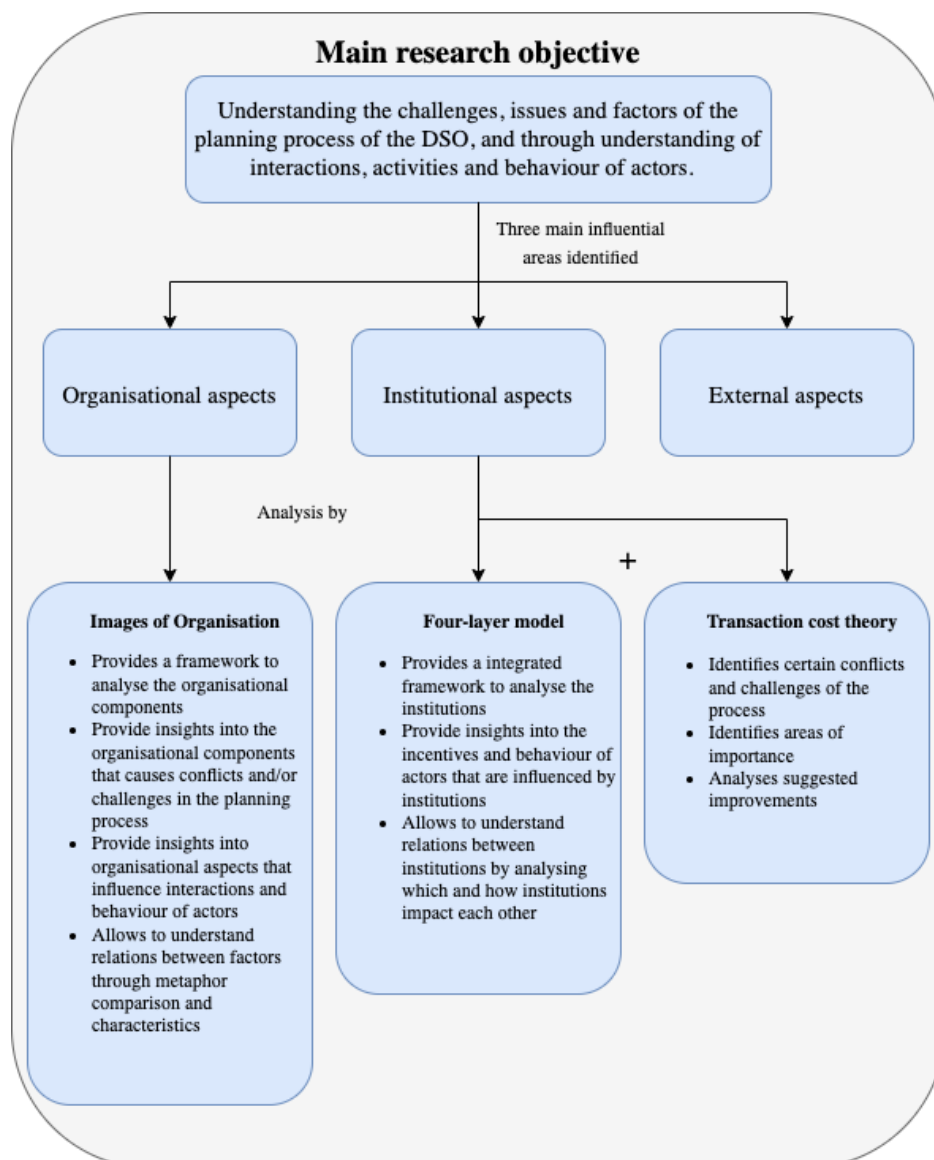 Main research objective
Understanding the challenges, issues and factors of the
planning process of the DSO, and through understanding of
interactions, activities and behaviour of actors.
Three main influential
areas identified
Organisational aspects
Institutional aspects
External aspects
Analysis by
+
Images of Organisation
• Provides a framework to
analyse the organisational
components
• Provide insights into the
organisational components
that causes conflicts and/or
challenges in the planning
process
• Provide insights into
organisational aspects that
influence interactions and
behaviour of actors
• Allows to understand
relations between factors
through metaphor
comparison and
characteristics
Four-layer model
• Provides a integrated
framework to analyse the
institutions
• Provide insights into the
incentives and behaviour of
actors that are influenced by
institutions
• Allows to understand
relations between
institutions by analysing
which and how institutions
impact each other
Transaction cost theory
• Identifies certain conflicts
and challenges of the
process
• Identifies areas of
importance
• Analyses suggested
improvements